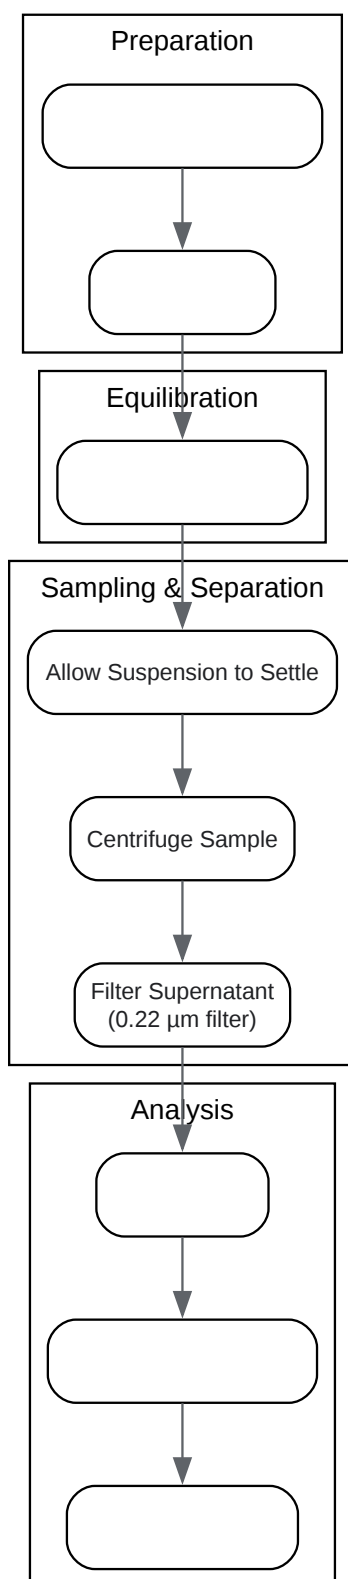 Preparation
Equilibration
Sampling & Separation
Allow Suspension to Settle
Centrifuge Sample
Filter Supernatant
(0.22 µm filter)
Analysis